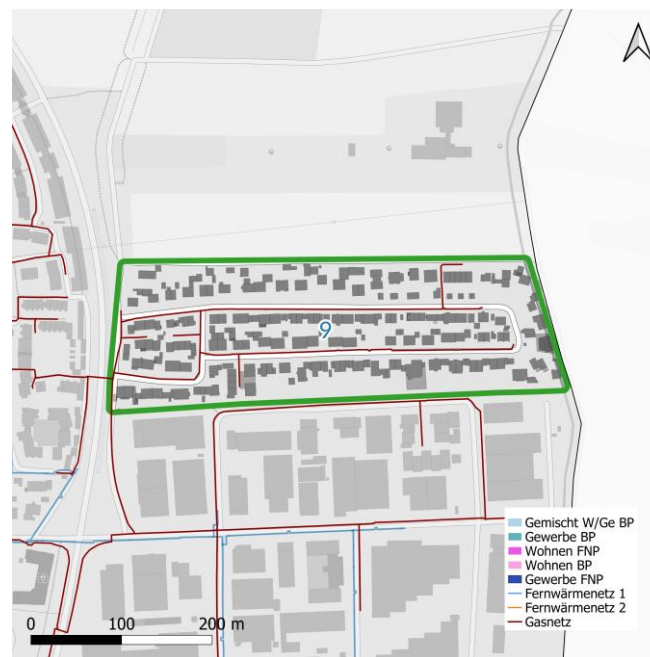 9
Gemischt W/Ge BP
Gewerbe BP
Wohnen FNP
Wohnen BP
Gewerbe FNP
Fernwärmenetz 1
Fernwärmenetz 2
Gasnetz
0 100 200 m